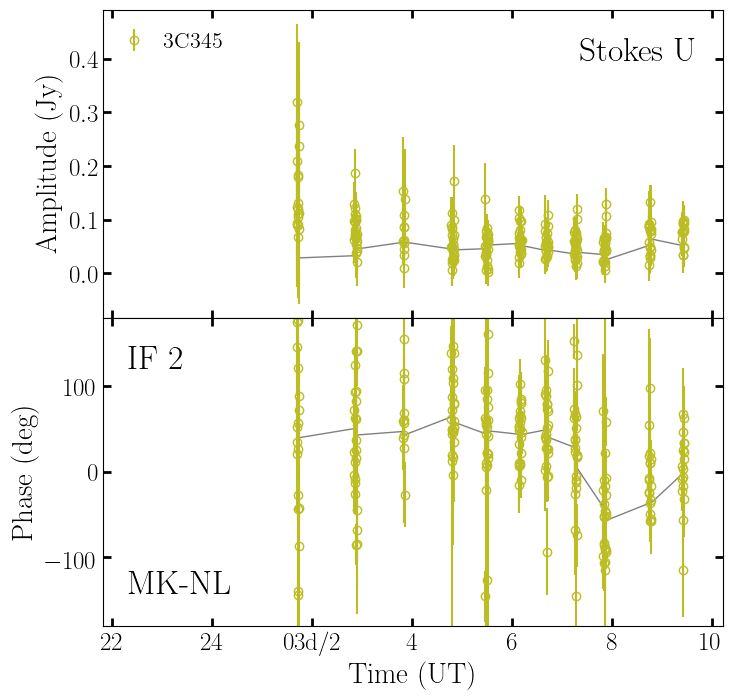 3C345
Stokes U
Amplitude (Jy)
0.4
0.3
0.2
0.1
0.0
IF 2
MK-NL
Phase (deg)
100
0
−100
22 24 03d/2 4 6 8 10
Time (UT)